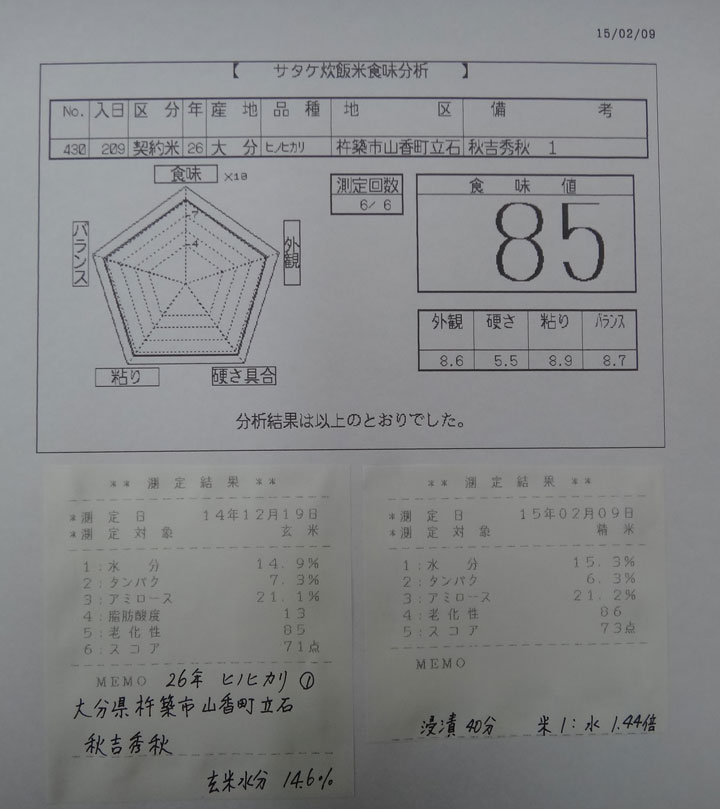 15/02/09
【 サタケ炊飯米食味分析 】
No. 入日 区分 年 産地 品種 地区 備考
430 209 契約米 26 大分 ヒノヒカリ 杵築市山香町立石 秋吉秀秋 1
食味 ×10
-7
-4
バランス
外観
粘り
硬さ具合
測定回数
6/ 6
食味値
85
外観 硬さ 粘り バランス
8.6 5.5 8.9 8.7
分析結果は以上のとおりでした。
** 測定結果 **
*測定日 14年12月19日
*測定対象 玄米
1:水分 14.9%
2:タンパク 7.3%
3:アミロース 21.1%
4:脂肪酸度 13
5:老化性 85
6:スコア 71点
MEMO 26年 ヒノヒカリ ①
大分県杵築市山香町立石
秋吉秀秋
玄米水分 14.6%
** 測定結果 **
*測定日 15年02月09日
*測定対象 精米
1:水分 15.3%
2:タンパク 6.3%
3:アミロース 21.2%
4:老化性 86
5:スコア 73点
MEMO
浸漬40分 米1:水 1.44倍